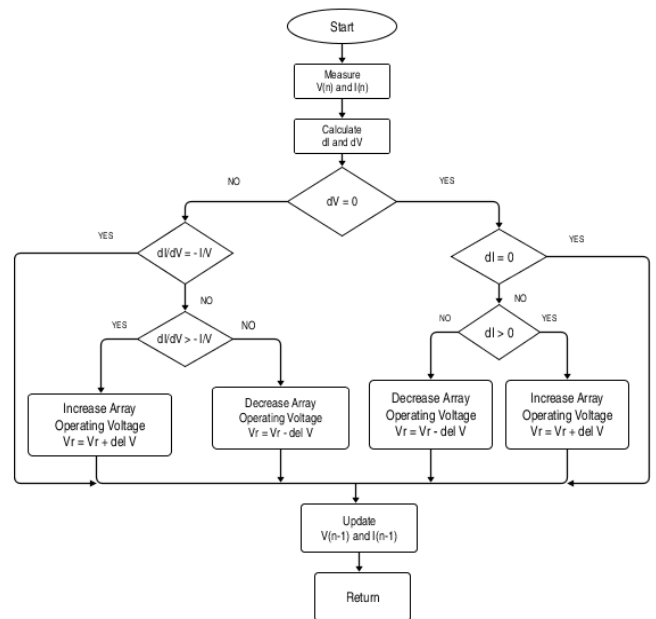 Start
Measure
V(n) and I(n)
Calculate
dI and dV
NO
YES
dV = 0
YES
dI/dV = - I/V
dI = 0
YES
NO
NO
YES
dI/dV > - I/V
NO
NO
dI > 0
YES
Increase Array
Operating Voltage
Vr = Vr + del V
Decrease Array
Operating Voltage
Vr = Vr - del V
Decrease Array
Operating Voltage
Vr = Vr - del V
Increase Array
Operating Voltage
Vr = Vr + del V
Update
V(n-1) and I(n-1)
Return